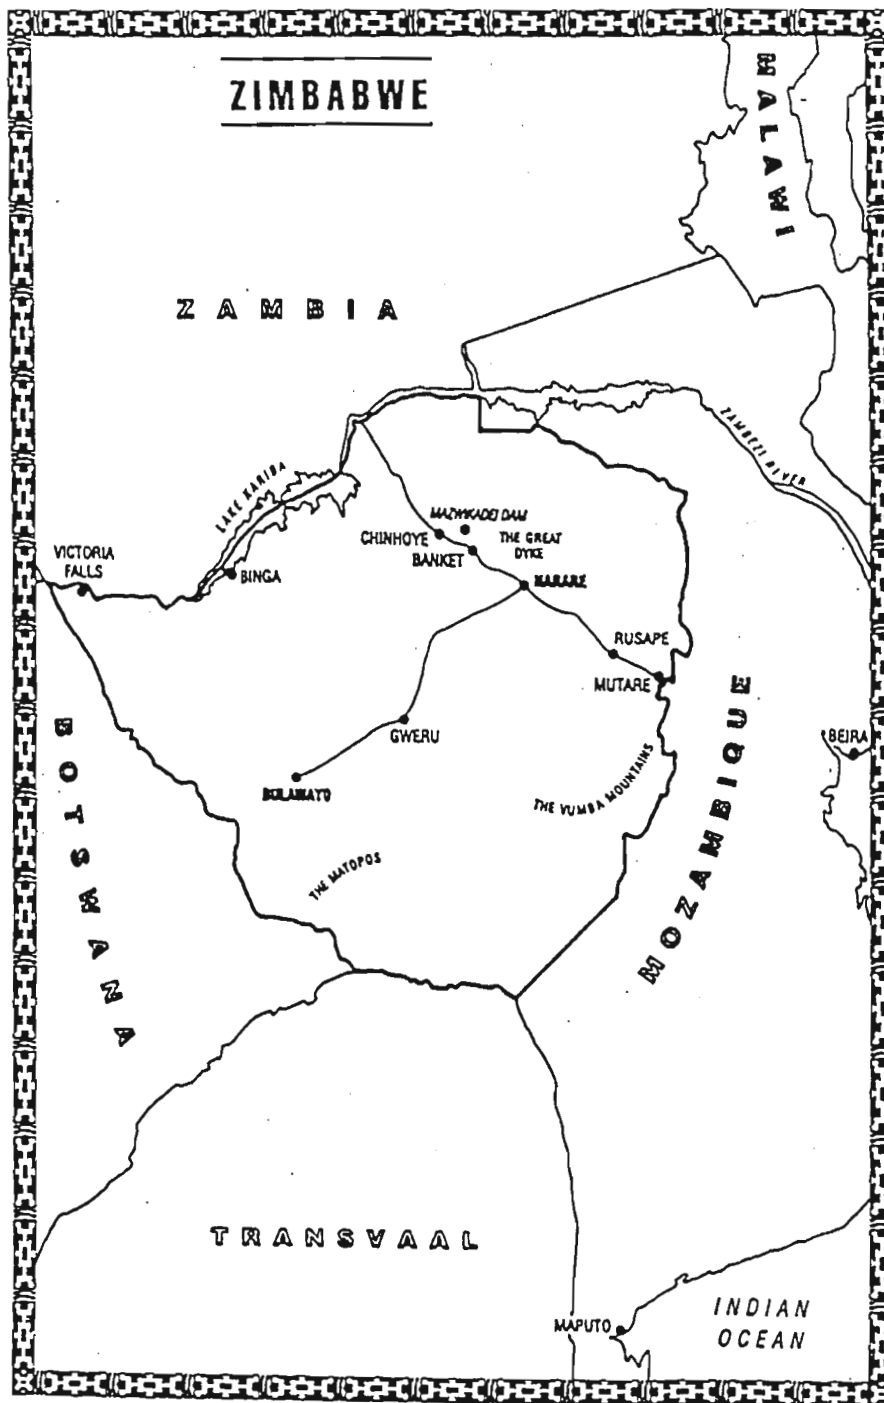 ZIMBABWE
MALAWI
ZAMBIA
ZAMBEZI RIVER
LAKE KARIBA
MAZWIKADEI DAM
CHINHOYE
THE GREAT
DYKE
BANKET
VICTORIA
FALLS
BINGA
HARARE
RUSAPE
MUTARE
BOTSWANA
GWERU
MOZAMBIQUE
BEIRA
BULAWAYO
THE VUMBA MOUNTAINS
THE MATOPOS
TRANSVAAL
MAPUTO
INDIAN
OCEAN